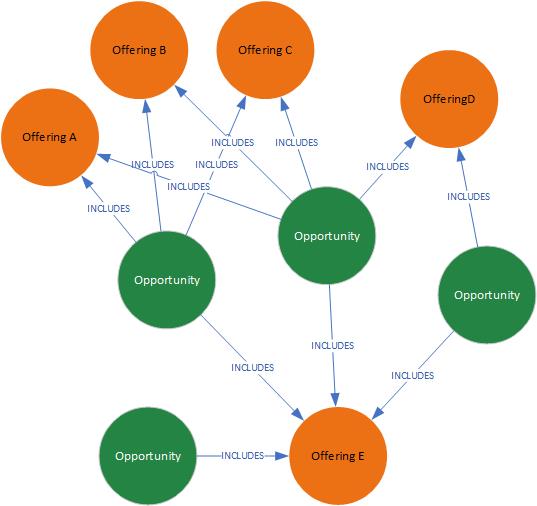 Offering B
Offering C
OfferingD
Offering A
INCLUDES
INCLUDES
INCLUDES
INCLUDES
INCLUDES
INCLUDES
INCLUDES
INCLUDES
Opportunity
Opportunity
Opportunity
INCLUDES
INCLUDES
INCLUDES
Opportunity
INCLUDES
Offering E